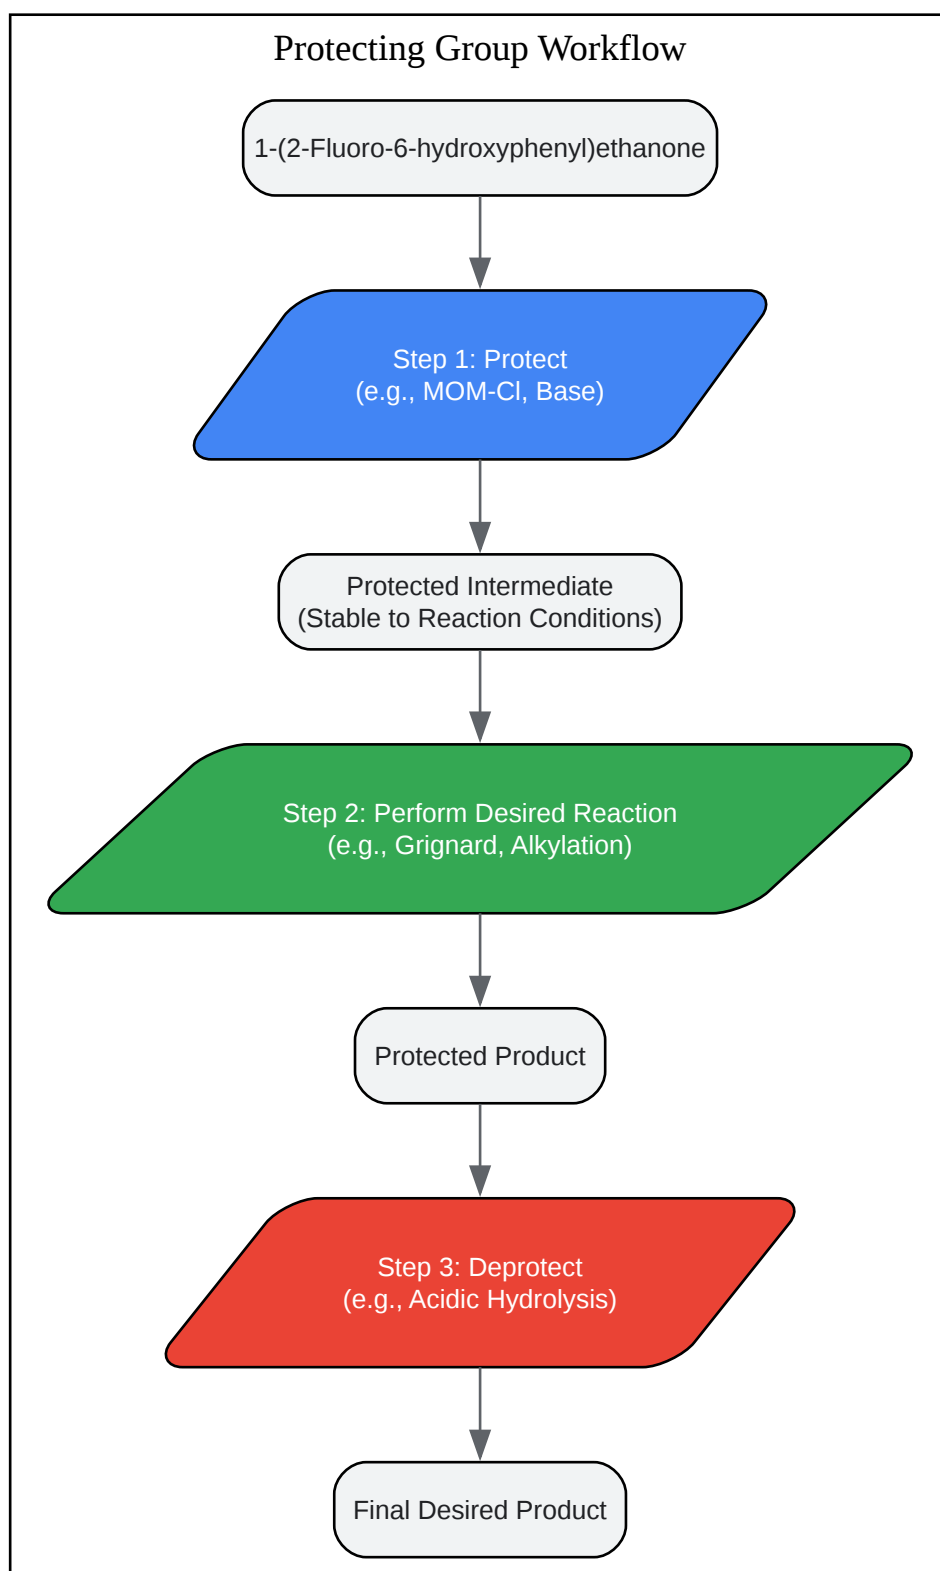 Protecting Group Workflow
1-(2-Fluoro-6-hydroxyphenyl)ethanone
Step 1: Protect
(e.g., MOM-Cl, Base)
Protected Intermediate
(Stable to Reaction Conditions)
Step 2: Perform Desired Reaction
(e.g., Grignard, Alkylation)
Protected Product
Step 3: Deprotect
(e.g., Acidic Hydrolysis)
Final Desired Product